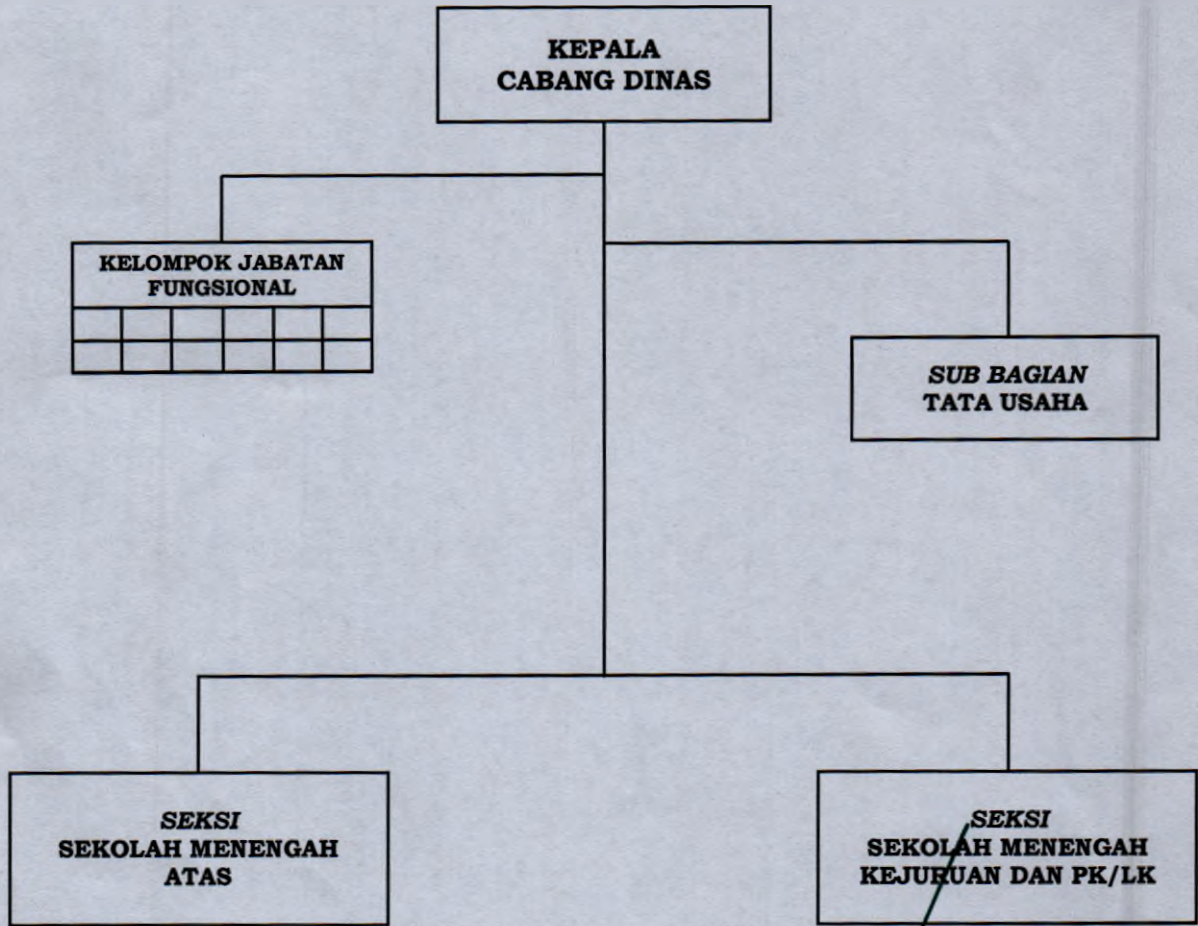 KEPALA
CABANG DINAS
KELOMPOK JABATAN
FUNGSIONAL
SUB BAGIAN
TATA USAHA
SEKSI
SEKOLAH MENENGAH
ATAS
SEKSI
SEKOLAH MENENGAH
KEJURUAN DAN PK/LK